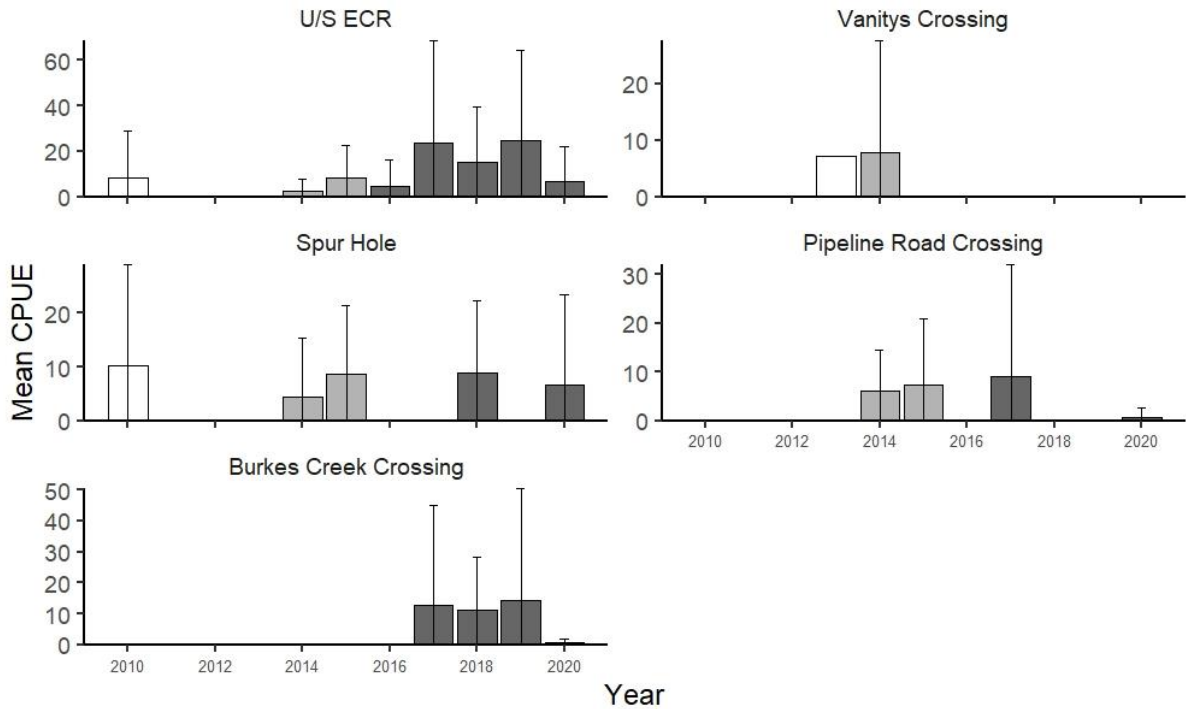 U/S ECR
60
40
20
0
Vanitys Crossing
20
10
0
Spur Hole
20
10
0
Pipeline Road Crossing
30
20
10
0
2010 2012 2014 2016 2018 2020
Burkes Creek Crossing
50
40
30
20
10
0
2010 2012 2014 2016 2018 2020
Mean CPUE
Year